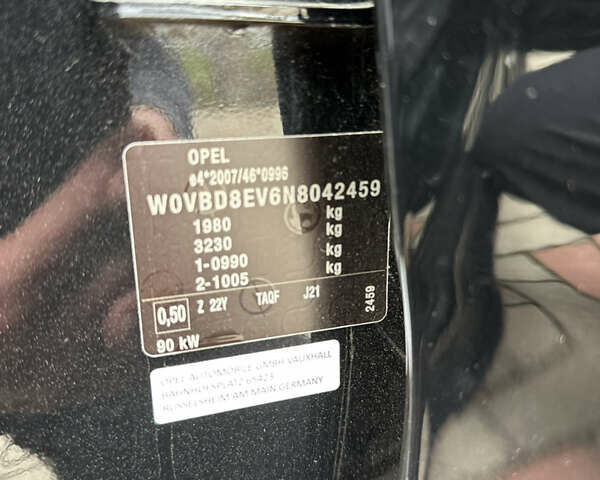 OPEL
e4*2007/46*0996
W0VBD8EV6N8042459
1980 kg
3230 kg
1-0990 kg
2-1005 kg
0,50 Z 22Y TAQF J21 2459
90 kW
OPEL AUTOMOBILE GMBH VAUXHALL
BAHNHOFSPLATZ 65423
RÜSSELSHEIM AM MAIN GERMANY